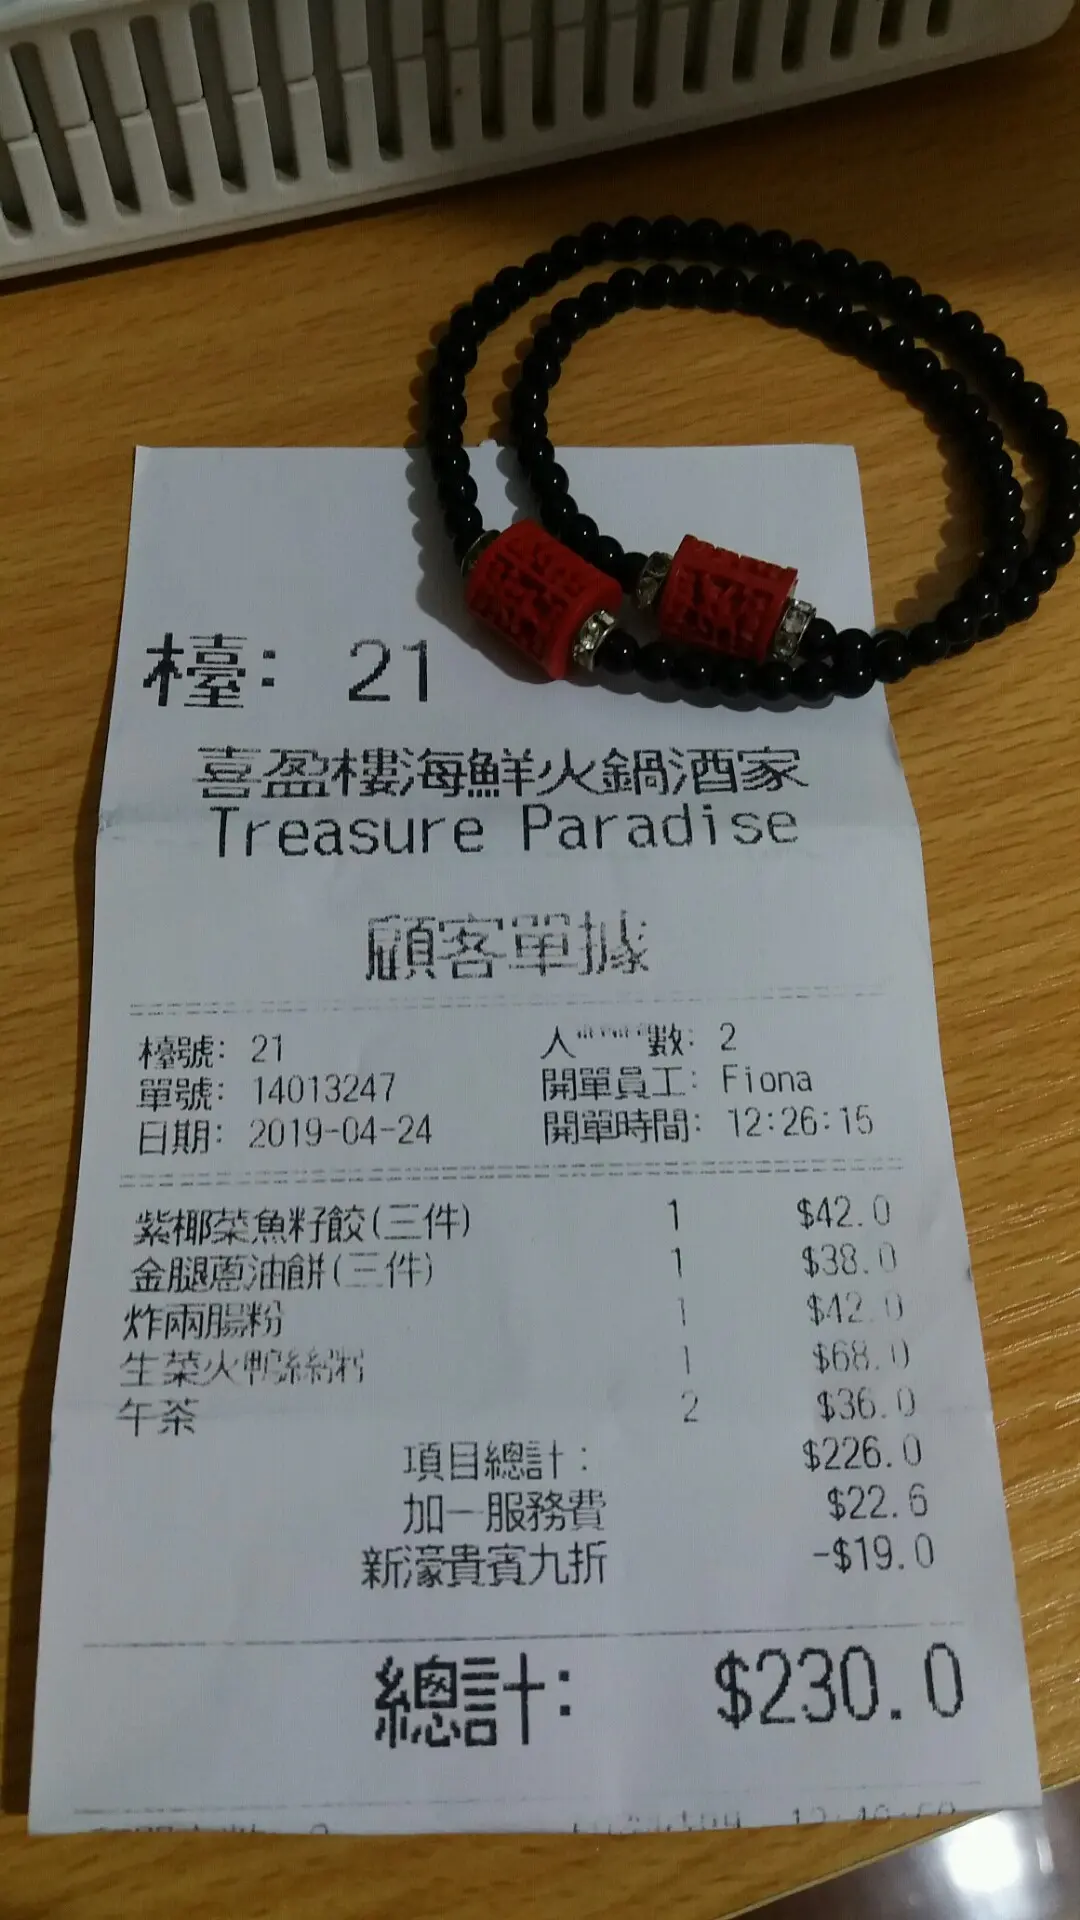 檯: 21
喜盈樓海鮮火鍋酒家
Treasure Paradise
顧客單據
檯號: 21 人數: 2
單號: 14013247 開單員工: Fiona
日期: 2019-04-24 開單時間: 12:26:15
紫椰菜魚籽餃(三件) 1 $42.0
金腿蔥油餅(三件) 1 $38.0
炸兩腸粉 1 $42.0
生菜火鴨絲 1 $68.0
午茶 2 $36.0
項目總計: $226.0
加一服務費 $22.6
新濠貴賓九折 -$19.0
總計: $230.0